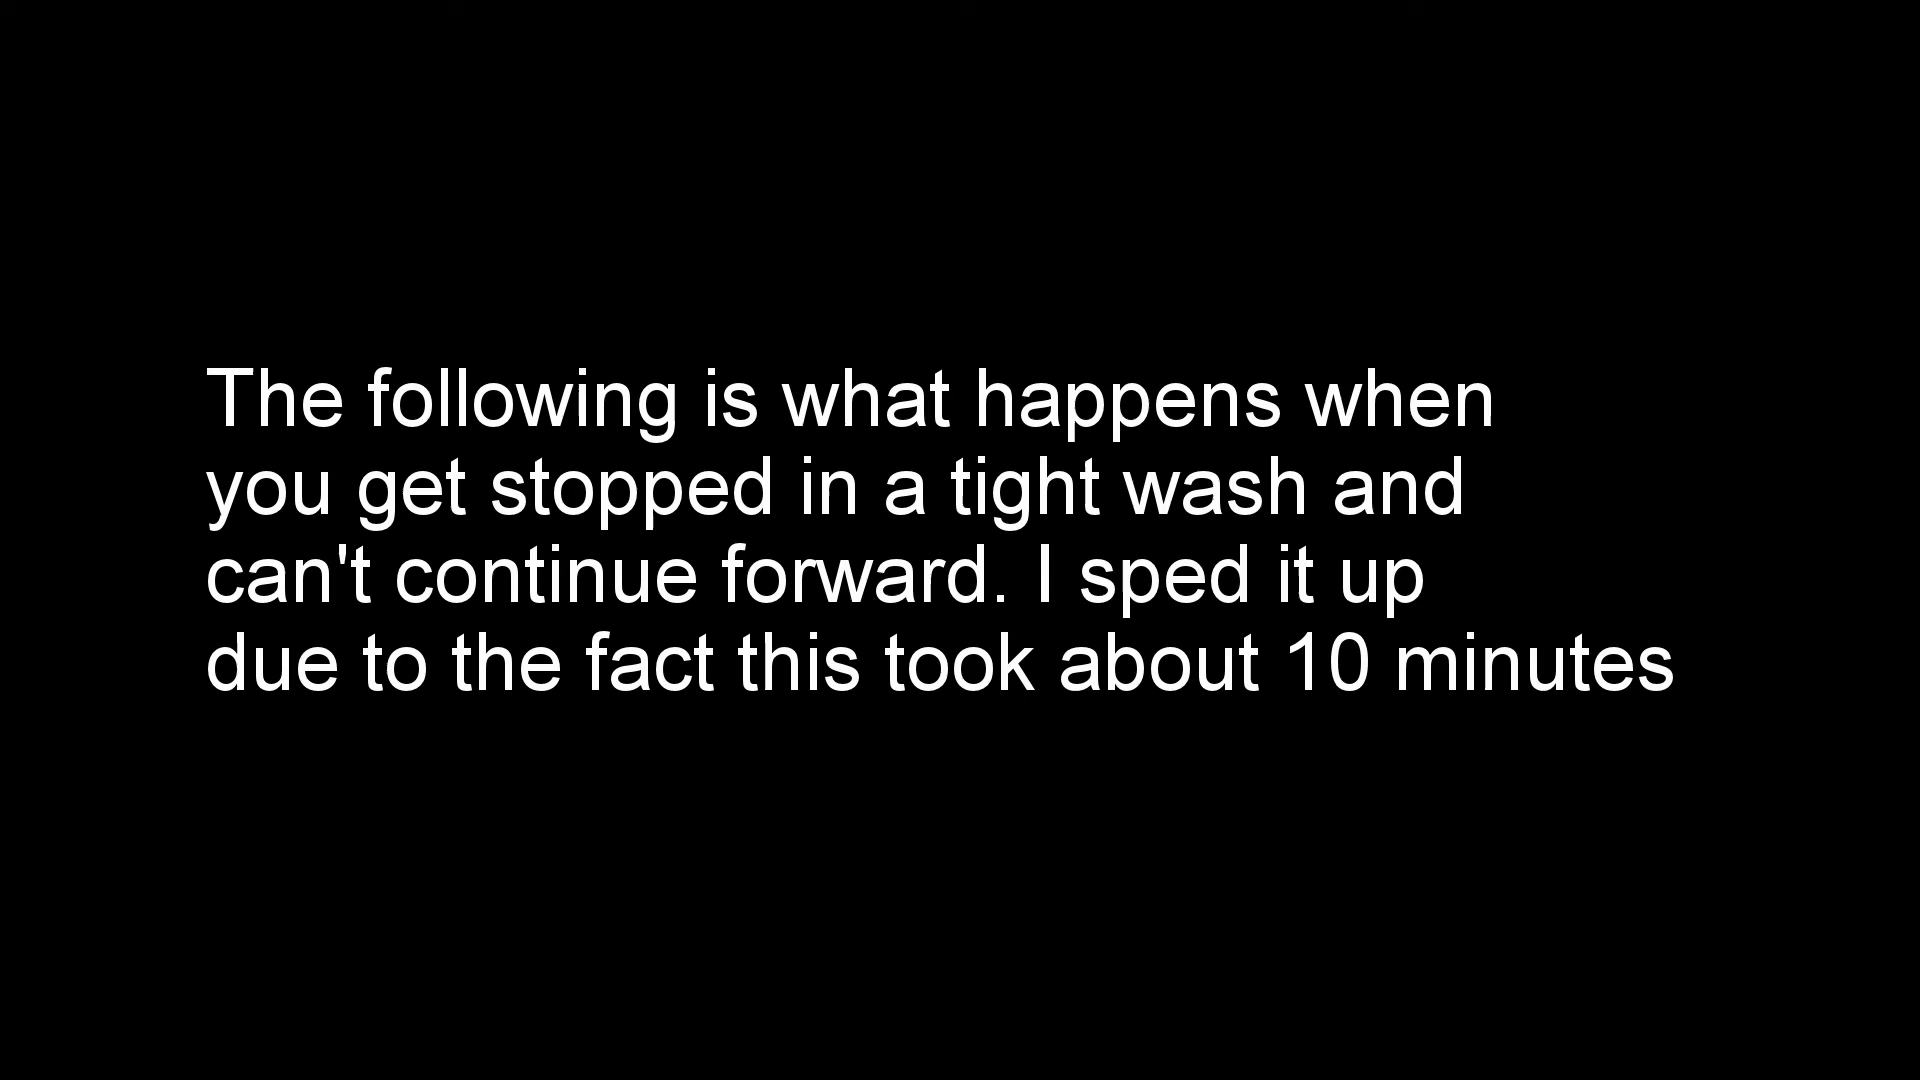 The following is what happens when
you get stopped in a tight wash and
can't continue forward. I sped it up
due to the fact this took about 10 minutes